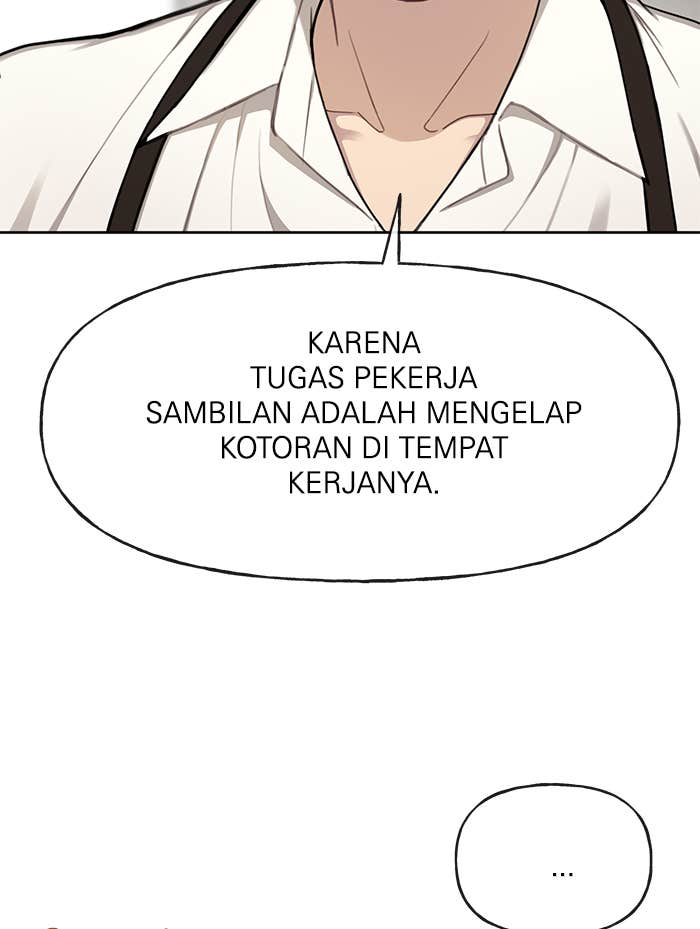 KARENA
TUGAS PEKERJA
SAMBILAN ADALAH MENGELAP
KOTORAN DI TEMPAT
KERJANYA.
...